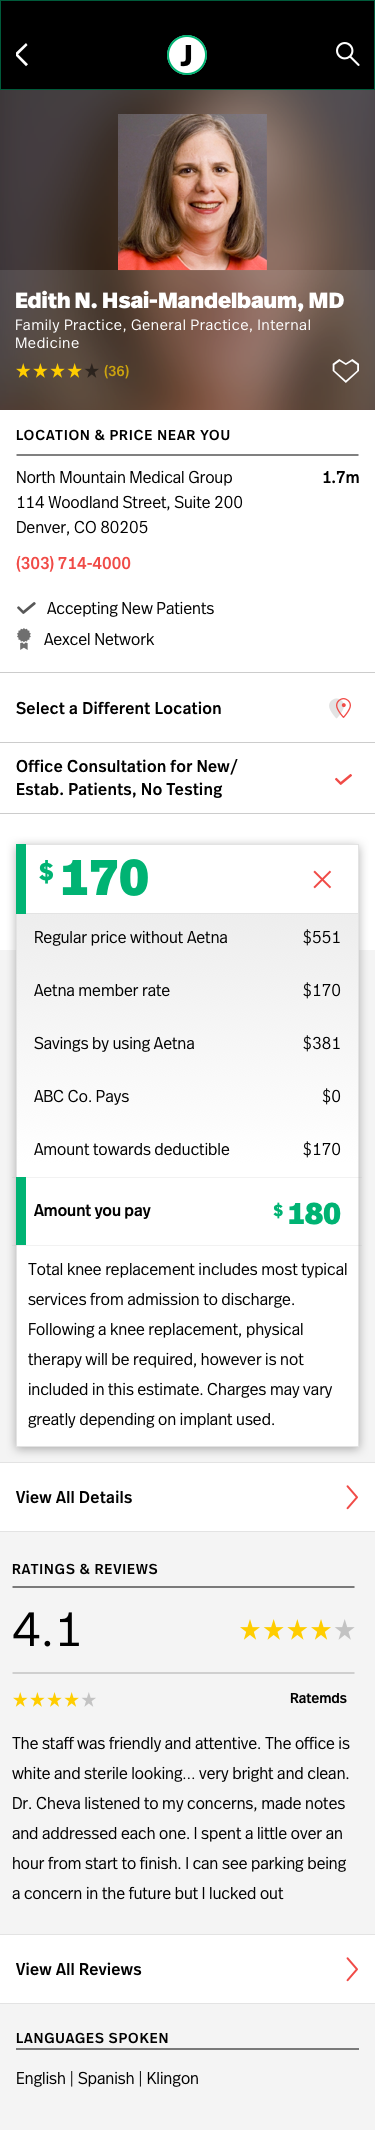 J
Edith N. Hsai-Mandelbaum, MD
Family Practice, General Practice, Internal
Medicine
(36)
LOCATION & PRICE NEAR YOU
North Mountain Medical Group 1.7m
114 Woodland Street, Suite 200
Denver, CO 80205
(303) 714-4000
Accepting New Patients
Aexcel Network
Select a Different Location
Office Consultation for New/
Estab. Patients, No Testing
$ 170
Regular price without Aetna $551
Aetna member rate $170
Savings by using Aetna $381
ABC Co. Pays $0
Amount towards deductible $170
Amount you pay $ 180
Total knee replacement includes most typical
services from admission to discharge.
Following a knee replacement, physical
therapy will be required, however is not
included in this estimate. Charges may vary
greatly depending on implant used.
View All Details
RATINGS & REVIEWS
4.1
Ratemds
The staff was friendly and attentive. The office is
white and sterile looking... very bright and clean.
Dr. Cheva listened to my concerns, made notes
and addressed each one. I spent a little over an
hour from start to finish. I can see parking being
a concern in the future but I lucked out
View All Reviews
LANGUAGES SPOKEN
English | Spanish | Klingon